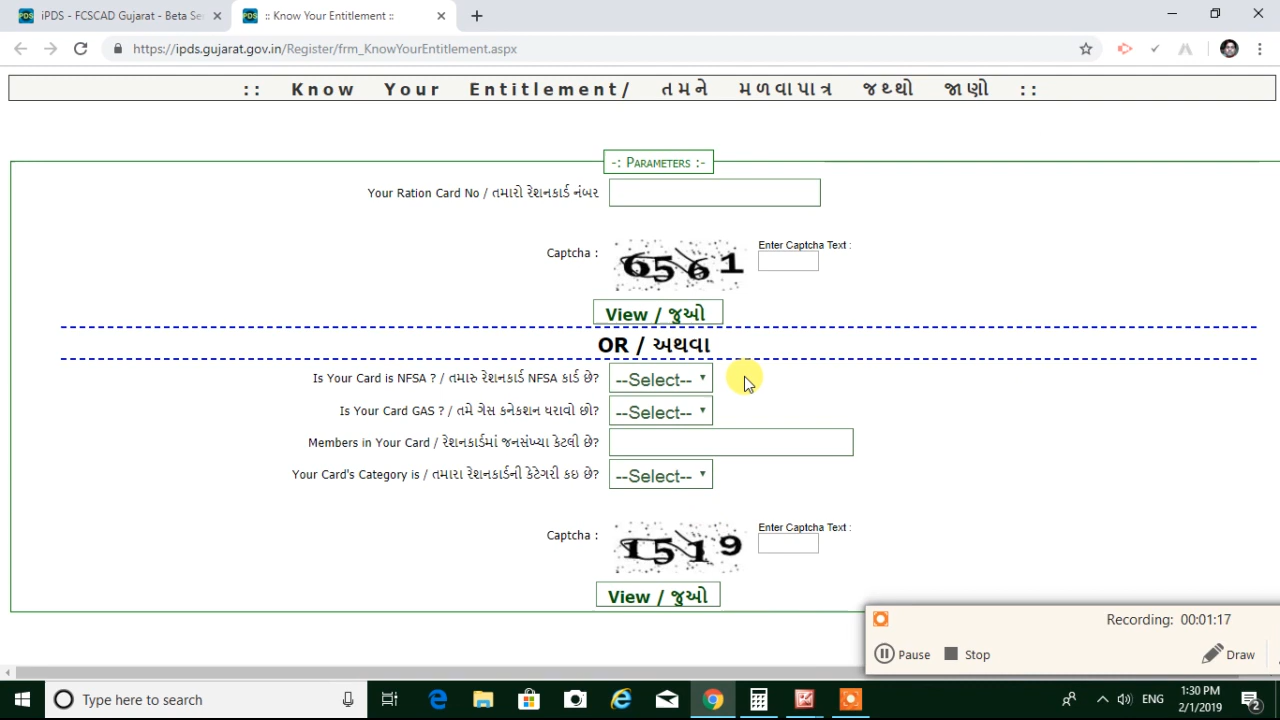 iPDS - FCSCAD Gujarat - Beta Ser
:: Know Your Entitlement ::
https://ipds.gujarat.gov.in/Register/frm_KnowYourEntitlement.aspx
:: Know Your Entitlement/ તમને મળવાપાત્ર જથ્થો જાણો ::
-: PARAMETERS :-
Your Ration Card No / તમારો રેશનકાર્ડ નંબર
Captcha : 6561 Enter Captcha Text :
View / જુઓ
OR / અથવા
Is Your Card is NFSA ? / તમારુ રેશનકાર્ડ NFSA કાર્ડ છે? --Select--
Is Your Card GAS ? / તમે ગેસ કનેકશન ધરાવો છો? --Select--
Members in Your Card / રેશનકાર્ડમાં જનસંખ્યા કેટલી છે?
Your Card's Category is / તમારા રેશનકાર્ડની કેટેગરી કઇ છે? --Select--
Captcha : 1519 Enter Captcha Text :
View / જુઓ
Recording: 00:01:17
Pause Stop Draw
Type here to search
ENG
1:30 PM
2/1/2019
2